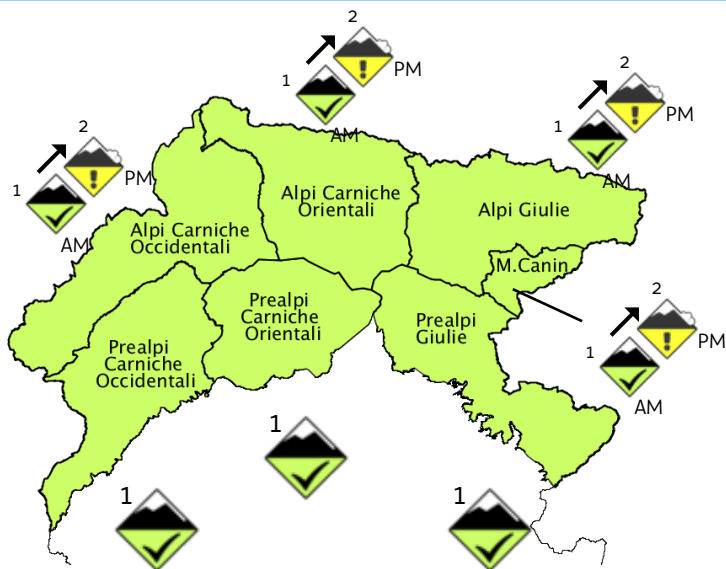 2
PM
1
AM
2
PM
1
AM
2
PM
1
AM
Alpi Carniche
Orientali
Alpi Giulie
Alpi Carniche
Occidentali
M.Canin
Prealpi
Carniche
Orientali
Prealpi
Giulie
2
PM
1
AM
Prealpi
Carniche
Occidentali
1
1
1